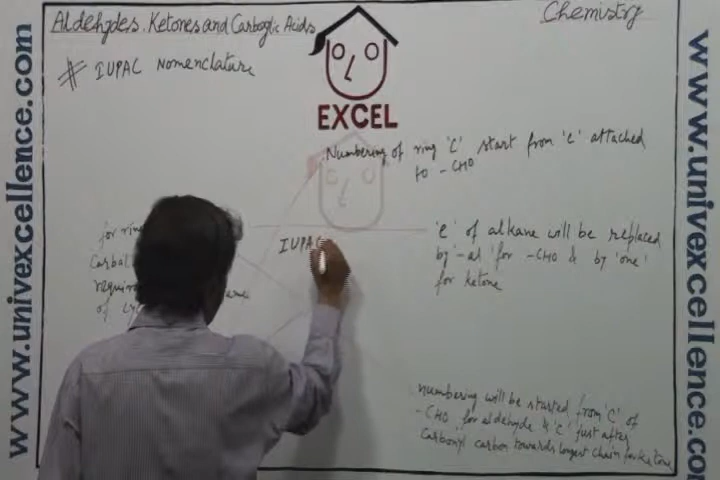 Aldehydes, Ketones and Carboxylic Acids
Chemistry
# IUPAC Nomenclature
EXCEL
Numbering of ring 'C' start from 'C' attached
to -CHO
for ring
IUPAC
'e' of alkane will be replaced
by '-al' for -CHO & by 'one'
for ketone
numbering will be started from 'C' of
-CHO for aldehyde & 'C' just after
Carbonyl carbon towards longest chain for ketone
www.univexcellence.com
www.univexcellence.com